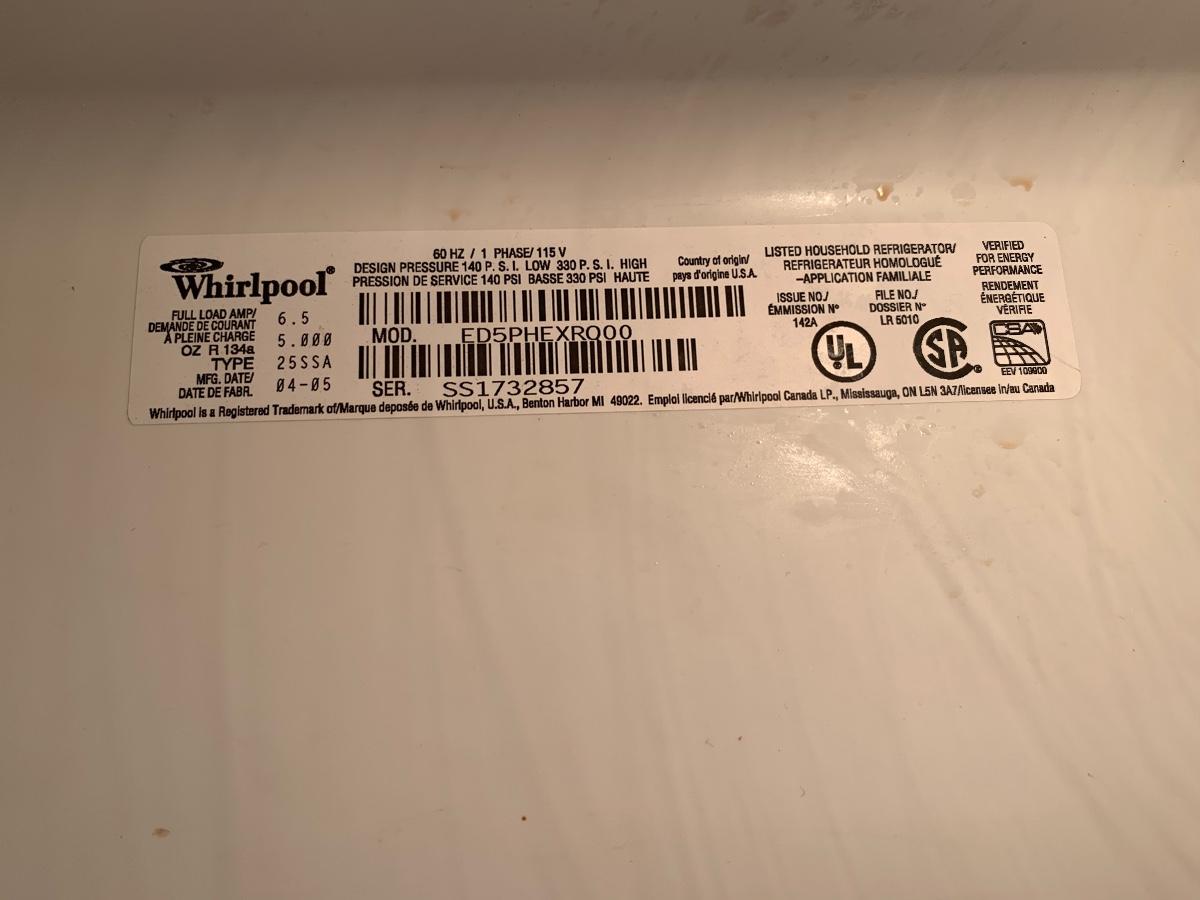 Whirlpool®
60 HZ / 1 PHASE/ 115 V
DESIGN PRESSURE 140 P. S. I. LOW 330 P. S. I. HIGH
PRESSION DE SERVICE 140 PSI BASSE 330 PSI HAUTE
Country of origin/
pays d'origine U.S.A.
LISTED HOUSEHOLD REFRIGERATOR/
REFRIGERATEUR HOMOLOGUÉ
–APPLICATION FAMILIALE
VERIFIED
FOR ENERGY
PERFORMANCE
RENDEMENT
ÉNERGÉTIQUE
VÉRIFIE
FULL LOAD AMP/
DEMANDE DE COURANT
A PLEINE CHARGE
6.5
OZ R 134a
5.000
TYPE
25SSA
MFG. DATE/
DATE DE FABR.
04-05
MOD. ED5PHEXRQ00
SER. SS1732857
ISSUE NO./
ÉMMISSION N°
142A
FILE NO./
DOSSIER N°
LR 5010
UL®
SA®
CSA
EEV 109900
Whirlpool is a Registered Trademark of/Marque deposée de Whirlpool, U.S.A., Benton Harbor MI 49022. Emploi licencié par/Whirlpool Canada LP., Mississauga, ON L5N 3A7/licensee in/au Canada